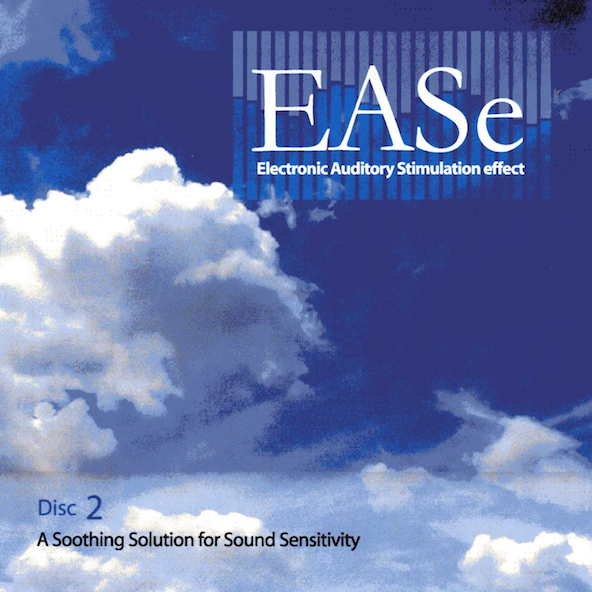 EASe
Electronic Auditory Stimulation effect
Disc 2
A Soothing Solution for Sound Sensitivity